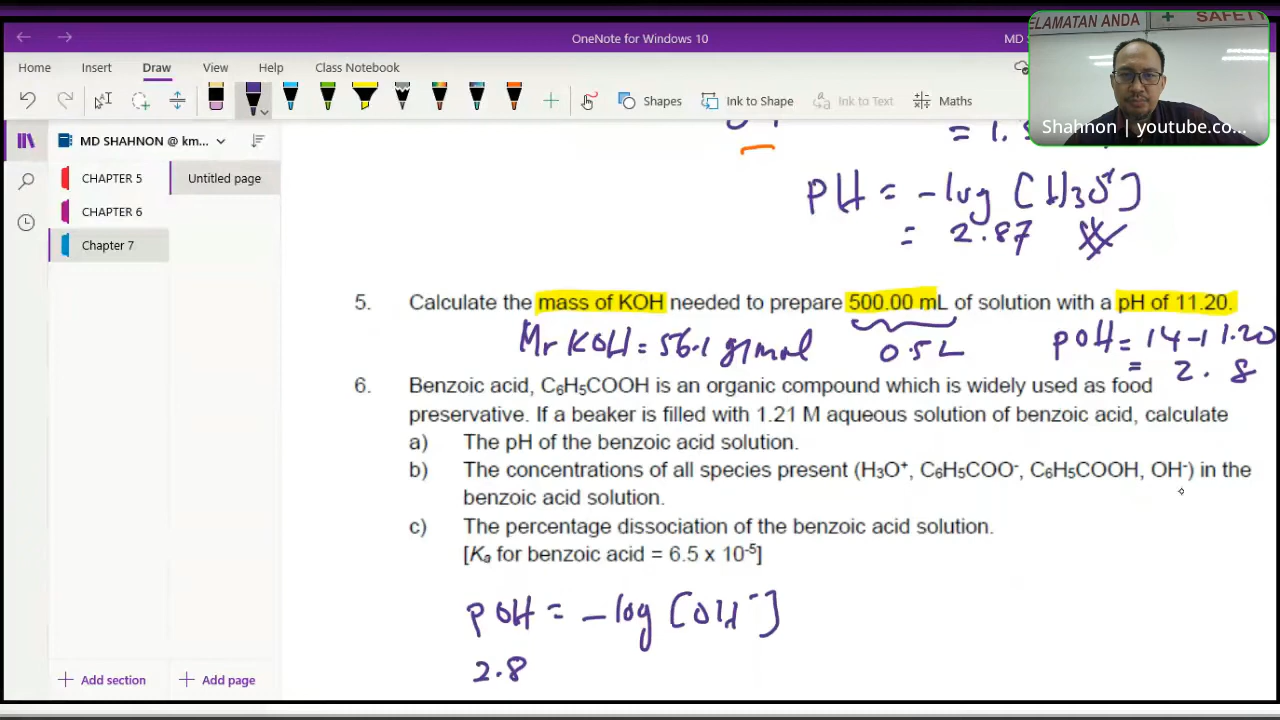 OneNote for Windows 10
MD S
ELAMATAN ANDA + SAFETY
Home Insert Draw View Help Class Notebook
Shapes Ink to Shape Ink to Text Maths
Shahnon | youtube.co...
MD SHAHNON @ km...
CHAPTER 5
CHAPTER 6
Chapter 7
Untitled page
= 1.
pH = -log [H3O+]
= 2.87
5. Calculate the mass of KOH needed to prepare 500.00 mL of solution with a pH of 11.20.
Mr KOH = 56.1 g/mol 0.5 L pOH = 14-11.20
= 2.8
6. Benzoic acid, C6H5COOH is an organic compound which is widely used as food
preservative. If a beaker is filled with 1.21 M aqueous solution of benzoic acid, calculate
a) The pH of the benzoic acid solution.
b) The concentrations of all species present (H3O+, C6H5COO-, C6H5COOH, OH-) in the
benzoic acid solution.
c) The percentage dissociation of the benzoic acid solution.
[Ka for benzoic acid = 6.5 x 10-5]
pOH = -log [OH-]
2.8
+ Add section + Add page